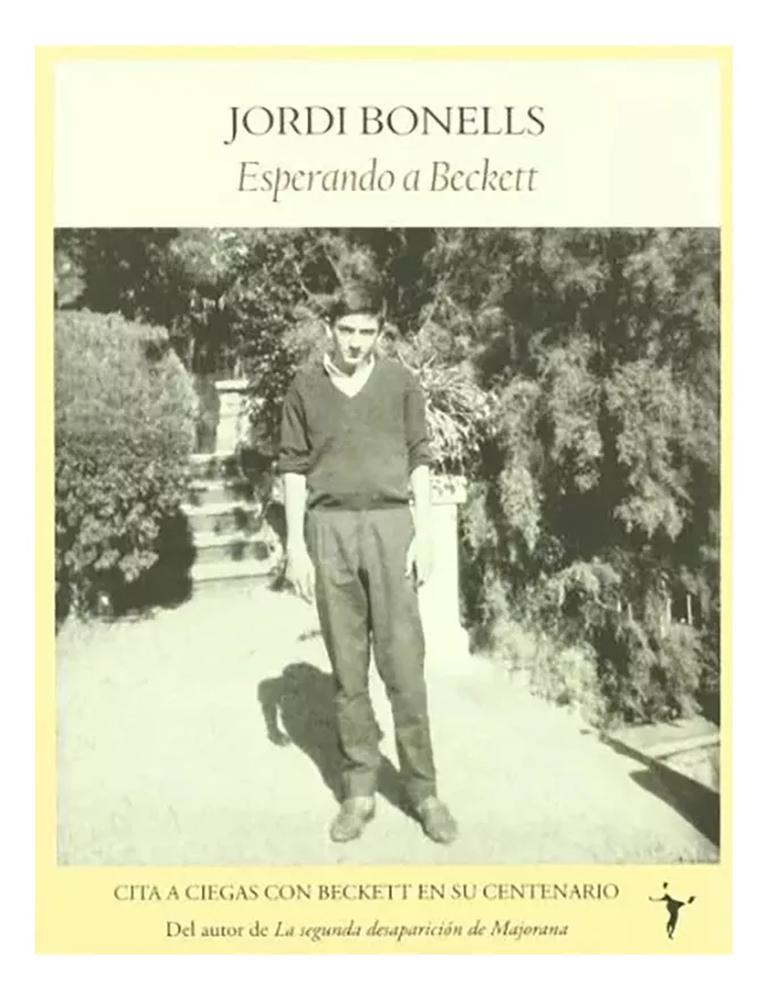 JORDI BONELLS
Esperando a Beckett
CITA A CIEGAS CON BECKETT EN SU CENTENARIO
Del autor de La segunda desaparición de Majorana